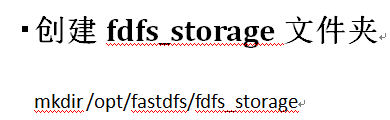 ▪创建 fdfs_storage 文件夹
mkdir /opt/fastdfs/fdfs_storage